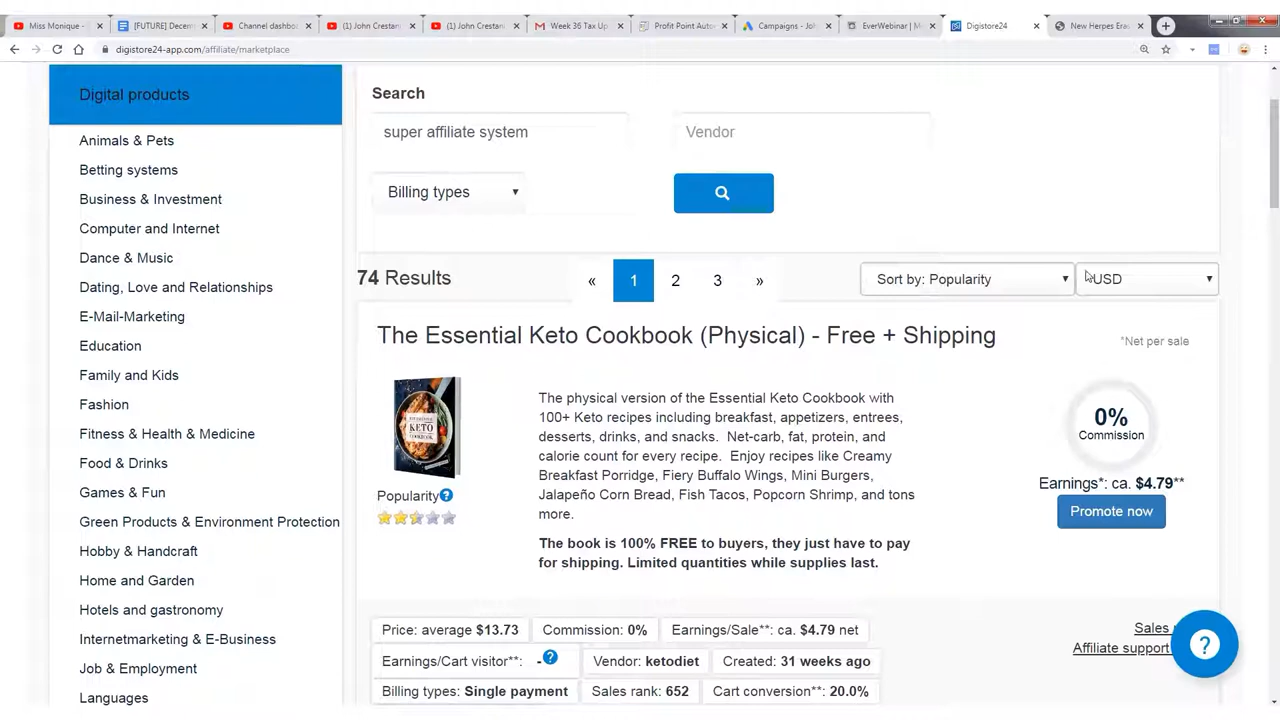 Miss Monique -
[FUTURE] Decem
Channel dashbo
(1) John Crestan
(1) John Crestan
Week 36 Tax Up
Profit Point Auto
Campaigns - Joh
EverWebinar | M
Digistore24
New Herpes Era
digistore24-app.com/affiliate/marketplace
Digital products
Animals & Pets
Betting systems
Business & Investment
Computer and Internet
Dance & Music
Dating, Love and Relationships
E-Mail-Marketing
Education
Family and Kids
Fashion
Fitness & Health & Medicine
Food & Drinks
Games & Fun
Green Products & Environment Protection
Hobby & Handcraft
Home and Garden
Hotels and gastronomy
Internetmarketing & E-Business
Job & Employment
Languages
Search
super affiliate system
Vendor
Billing types
74 Results
« 1 2 3 »
Sort by: Popularity
USD
The Essential Keto Cookbook (Physical) - Free + Shipping
*Net per sale
KETO
Popularity
The physical version of the Essential Keto Cookbook with
100+ Keto recipes including breakfast, appetizers, entrees,
desserts, drinks, and snacks. Net-carb, fat, protein, and
calorie count for every recipe. Enjoy recipes like Creamy
Breakfast Porridge, Fiery Buffalo Wings, Mini Burgers,
Jalapeño Corn Bread, Fish Tacos, Popcorn Shrimp, and tons
more.
The book is 100% FREE to buyers, they just have to pay
for shipping. Limited quantities while supplies last.
0%
Commission
Earnings*: ca. $4.79**
Promote now
Price: average $13.73 Commission: 0% Earnings/Sale**: ca. $4.79 net
Earnings/Cart visitor**: - Vendor: ketodiet Created: 31 weeks ago
Billing types: Single payment Sales rank: 652 Cart conversion**: 20.0%
Sales
Affiliate support
?